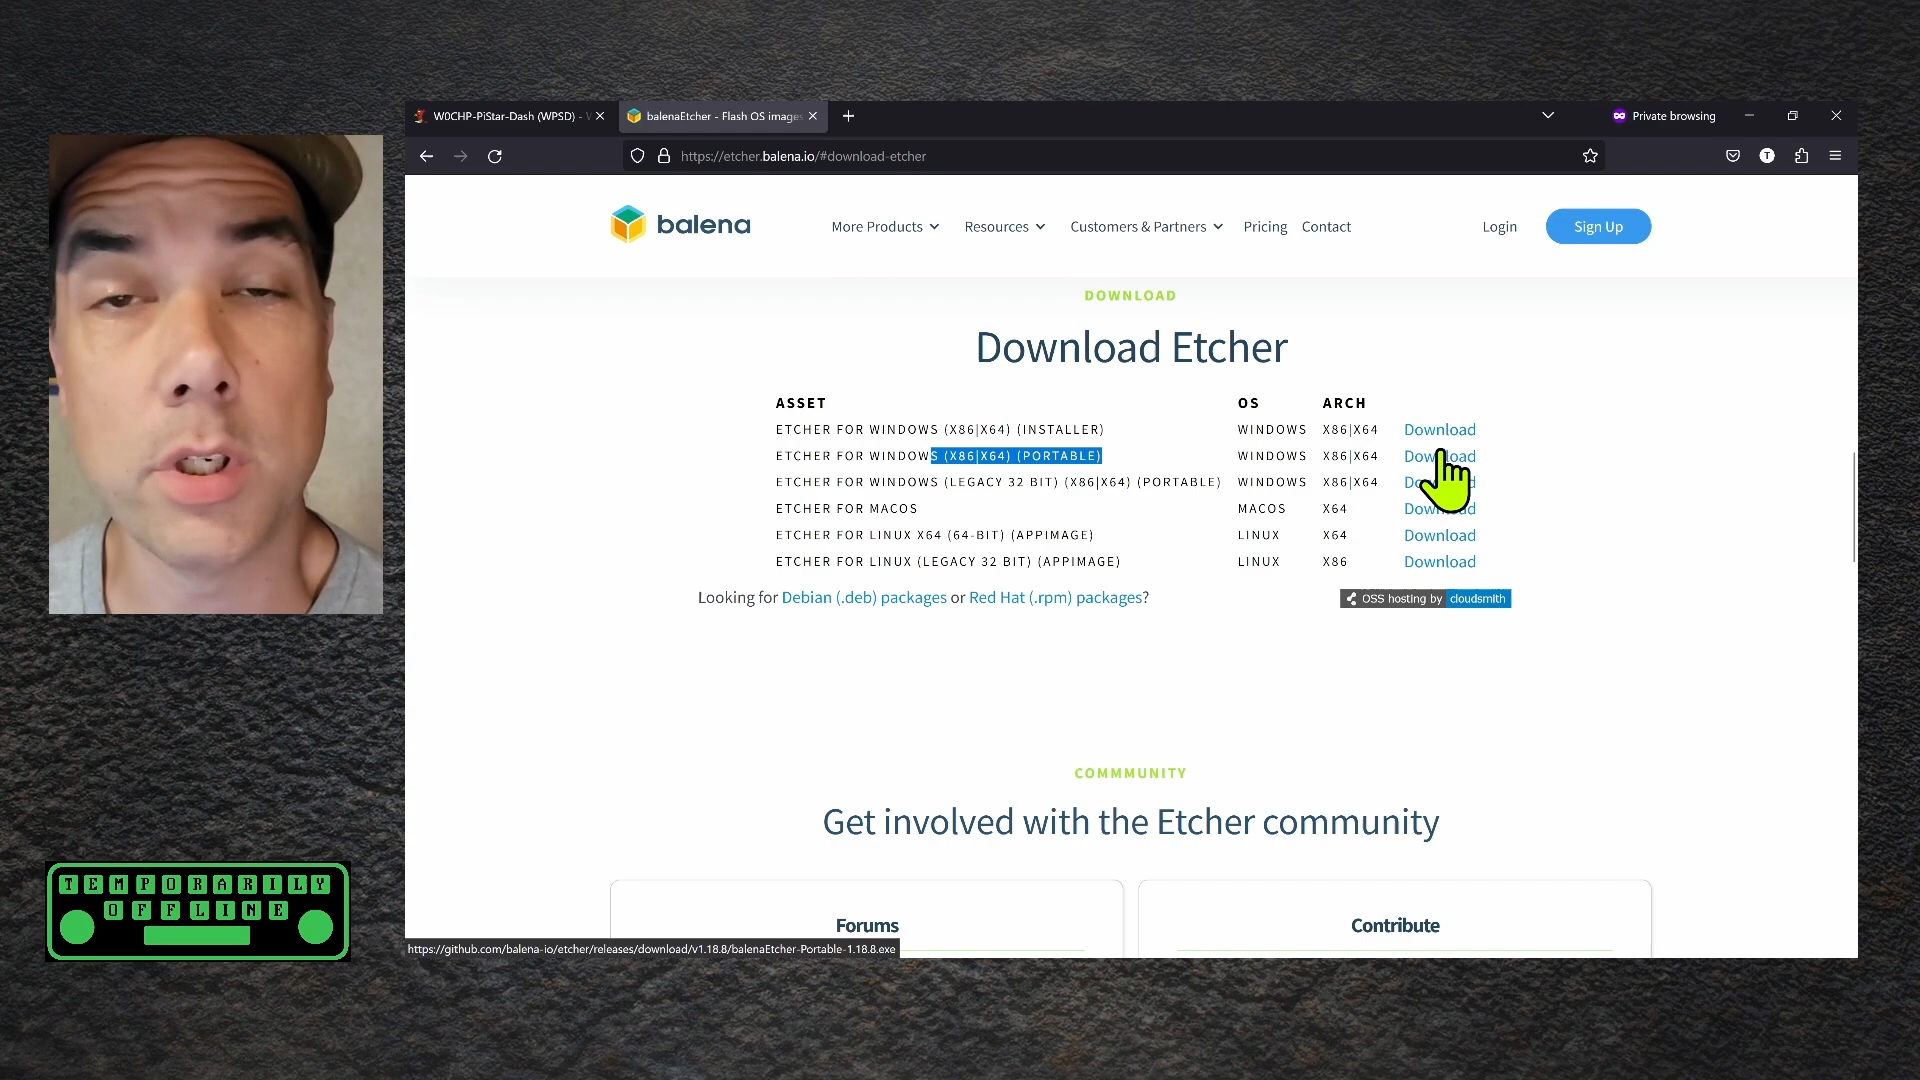 W0CHP-PiStar-Dash (WPSD) -
balenaEtcher - Flash OS images
Private browsing
https://etcher.balena.io/#download-etcher
T
balena
More Products
Resources
Customers & Partners
Pricing
Contact
Login
Sign Up
DOWNLOAD
Download Etcher
ASSET OS ARCH
ETCHER FOR WINDOWS (X86|X64) (INSTALLER) WINDOWS X86|X64 Download
ETCHER FOR WINDOWS (X86|X64) (PORTABLE) WINDOWS X86|X64 Download
ETCHER FOR WINDOWS (LEGACY 32 BIT) (X86|X64) (PORTABLE) WINDOWS X86|X64 Download
ETCHER FOR MACOS MACOS X64 Download
ETCHER FOR LINUX X64 (64-BIT) (APPIMAGE) LINUX X64 Download
ETCHER FOR LINUX (LEGACY 32 BIT) (APPIMAGE) LINUX X86 Download
Looking for Debian (.deb) packages or Red Hat (.rpm) packages?
OSS hosting by cloudsmith
COMMMUNITY
Get involved with the Etcher community
Forums
Contribute
https://github.com/balena-io/etcher/releases/download/v1.18.8/balenaEtcher-Portable-1.18.8.exe
TEMPORARILY
OFFLINE